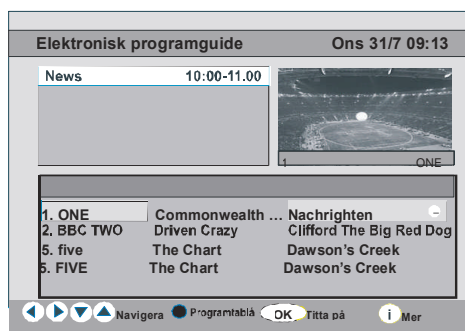 Elektronisk programguide Ons 31/7 09:13
News 10:00-11.00
1 ONE
1. ONE Commonwealth ... Nachrighten
2. BBC TWO Driven Crazy Clifford The Big Red Dog
5. five The Chart Dawson's Creek
5. FIVE The Chart Dawson's Creek
Navigera Programtablå OK Titta på i Mer